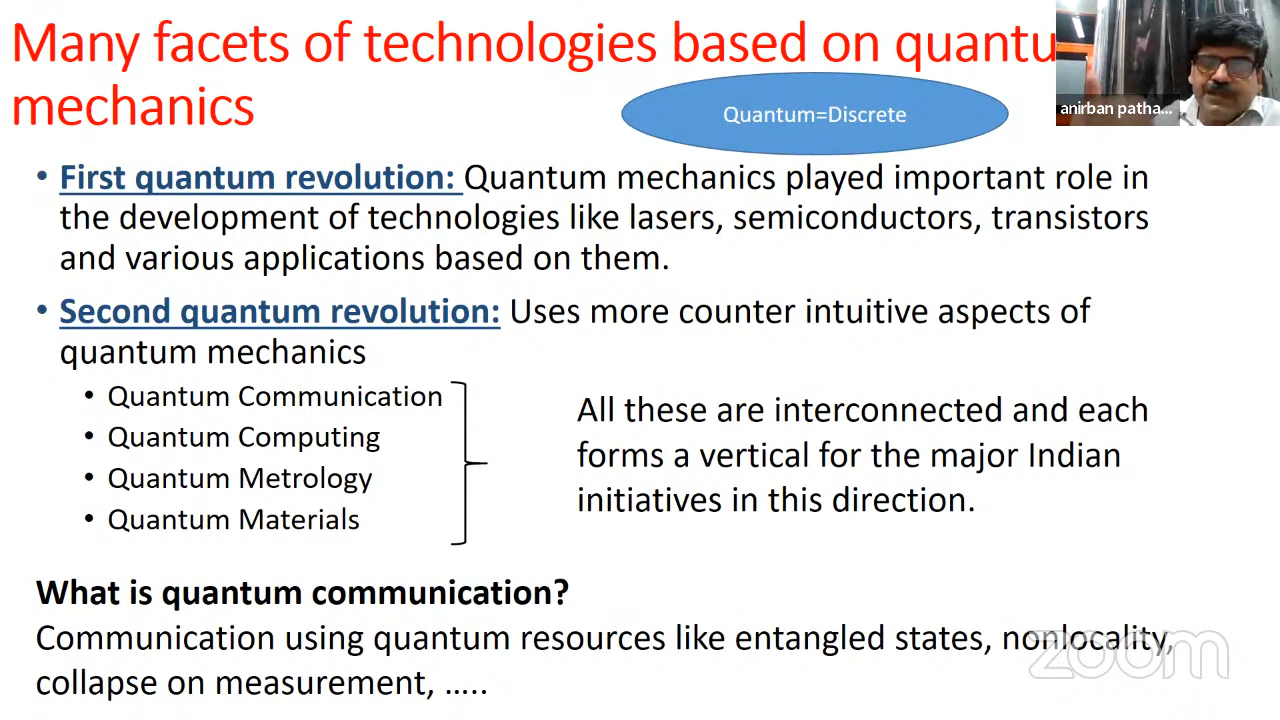 Many facets of technologies based on quantu
mechanics
Quantum=Discrete
anirban patha...
• First quantum revolution: Quantum mechanics played important role in
the development of technologies like lasers, semiconductors, transistors
and various applications based on them.
• Second quantum revolution: Uses more counter intuitive aspects of
quantum mechanics
• Quantum Communication
• Quantum Computing
• Quantum Metrology
• Quantum Materials
All these are interconnected and each
forms a vertical for the major Indian
initiatives in this direction.
What is quantum communication?
Communication using quantum resources like entangled states, nonlocality,
collapse on measurement, …..
zoom